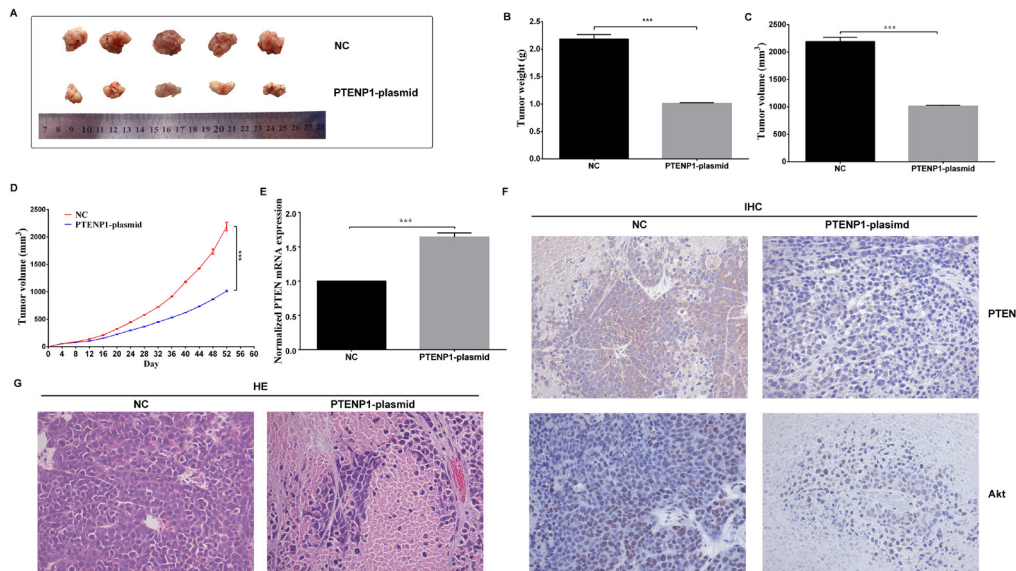 A
NC
PTENP1-plasmid
7 8 9 10 11 12 13 14 15 16 17 18 19 20 21 22 23 24 25 26 27 28
B
Tumor weight (g)
2.5
2.0
1.5
1.0
0.5
0.0
***
NC
PTENP1-plasmid
C
Tumor volume (mm³)
2500
2000
1500
1000
500
0
***
NC
PTENP1-plasmid
D
Tumor volume (mm³)
2500
2000
1500
1000
500
0
NC
PTENP1-plasmid
***
0 4 8 12 16 20 24 28 32 36 40 44 48 52 56 60
Day
E
Normalized PTEN mRNA expression
2.0
1.5
1.0
0.5
0.0
***
NC
PTENP1-plasmid
F
IHC
NC
PTENP1-plasimd
PTEN
Akt
G
HE
NC
PTENP1-plasmid